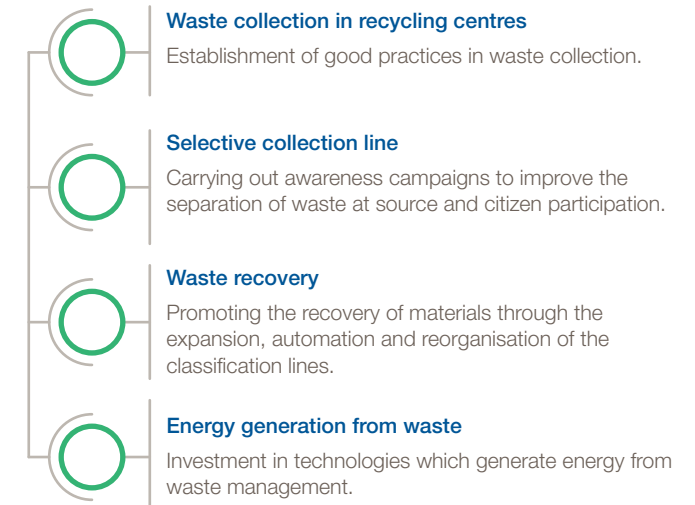 Waste collection in recycling centres
Establishment of good practices in waste collection.
Selective collection line
Carrying out awareness campaigns to improve the
separation of waste at source and citizen participation.
Waste recovery
Promoting the recovery of materials through the
expansion, automation and reorganisation of the
classification lines.
Energy generation from waste
Investment in technologies which generate energy from
waste management.